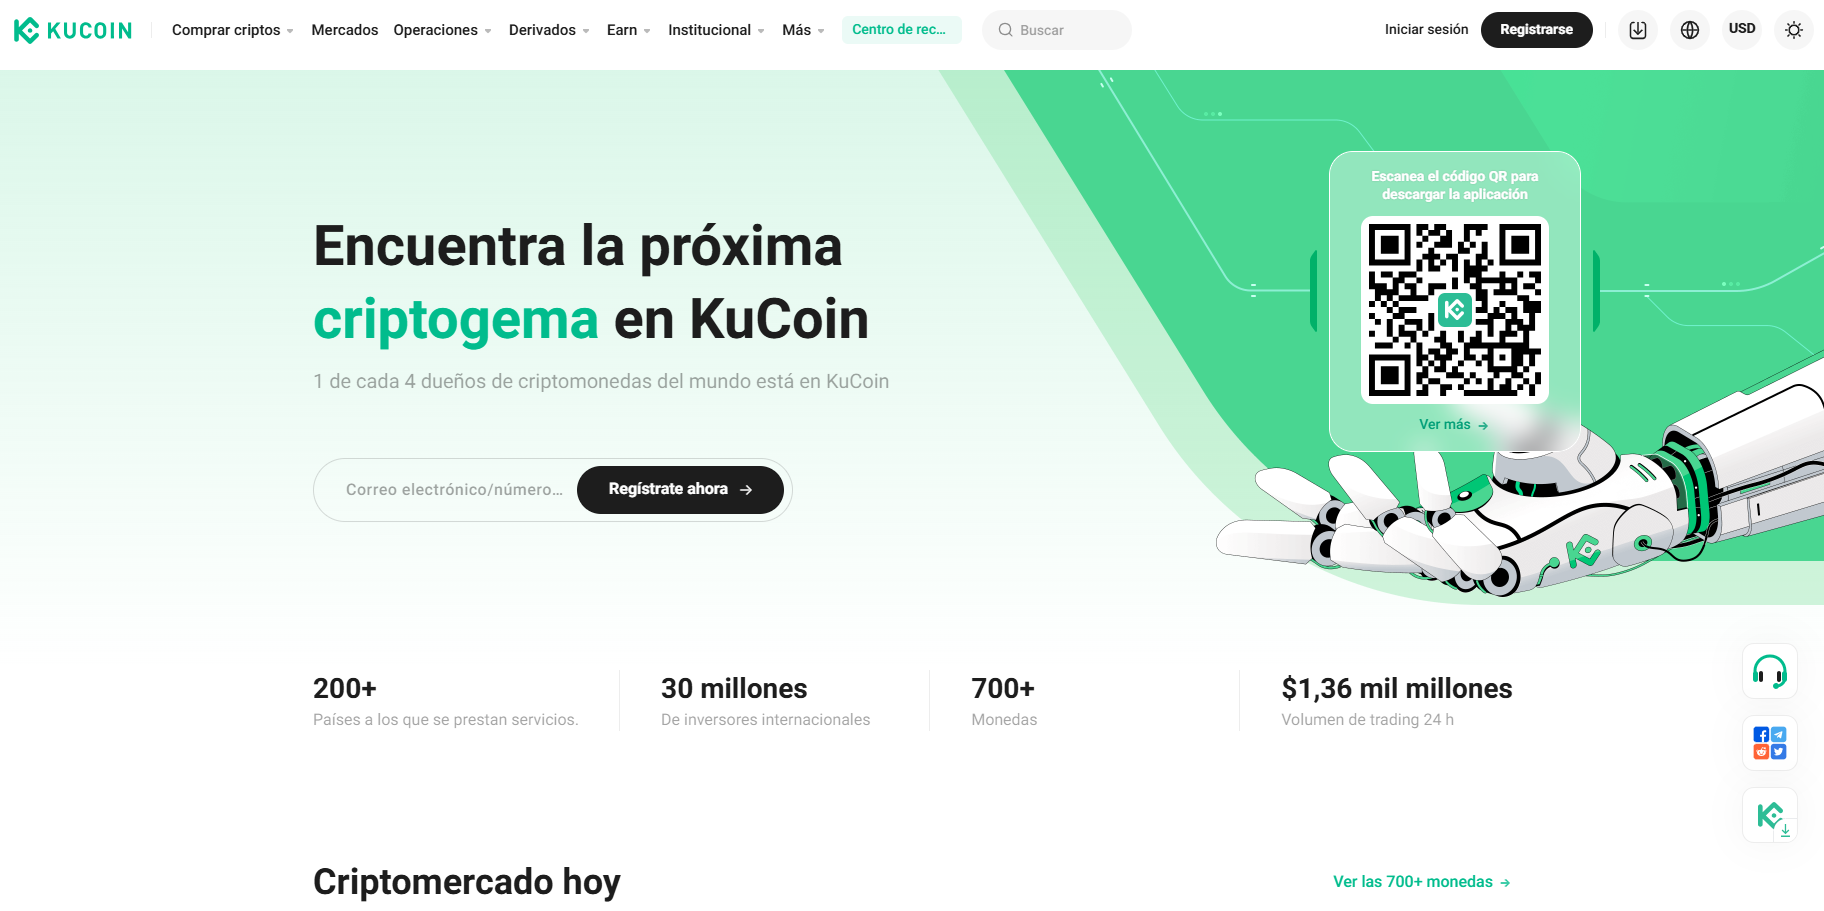 KUCOIN
Comprar criptos
Mercados
Operaciones
Derivados
Earn
Institucional
Más
Centro de rec...
Buscar
Iniciar sesión
Registrarse
USD
Encuentra la próxima
criptogema en KuCoin
1 de cada 4 dueños de criptomonedas del mundo está en KuCoin
Correo electrónico/número...
Regístrate ahora →
Escanea el código QR para
descargar la aplicación
Ver más →
200+
Países a los que se prestan servicios.
30 millones
De inversores internacionales
700+
Monedas
$1,36 mil millones
Volumen de trading 24 h
Criptomercado hoy
Ver las 700+ monedas →